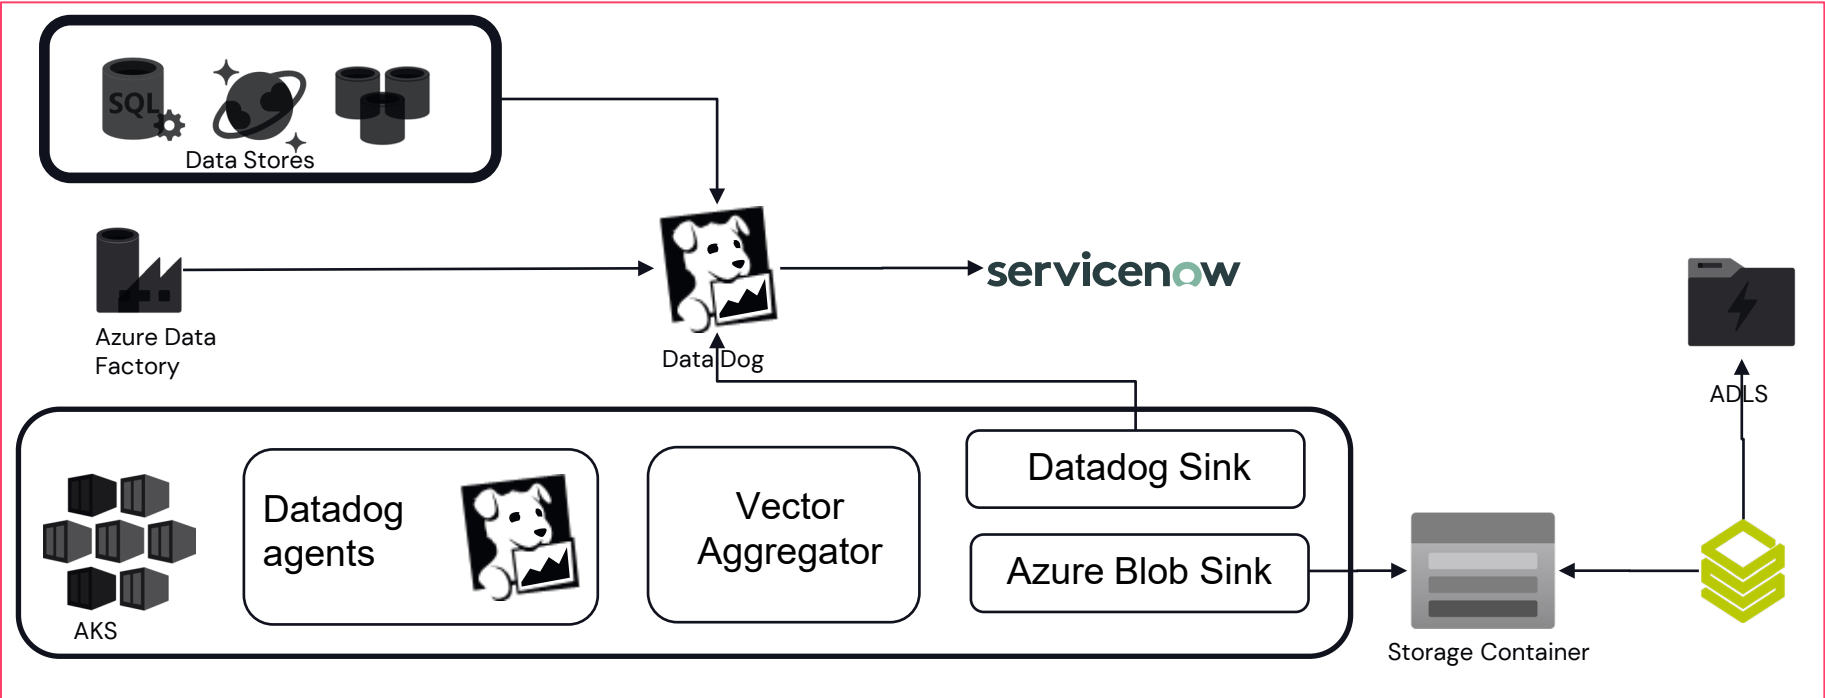 SQL
Data Stores
Azure Data
Factory
Data Dog
servicenow
ADLS
Datadog
agents
Vector
Aggregator
Datadog Sink
Azure Blob Sink
AKS
Storage Container